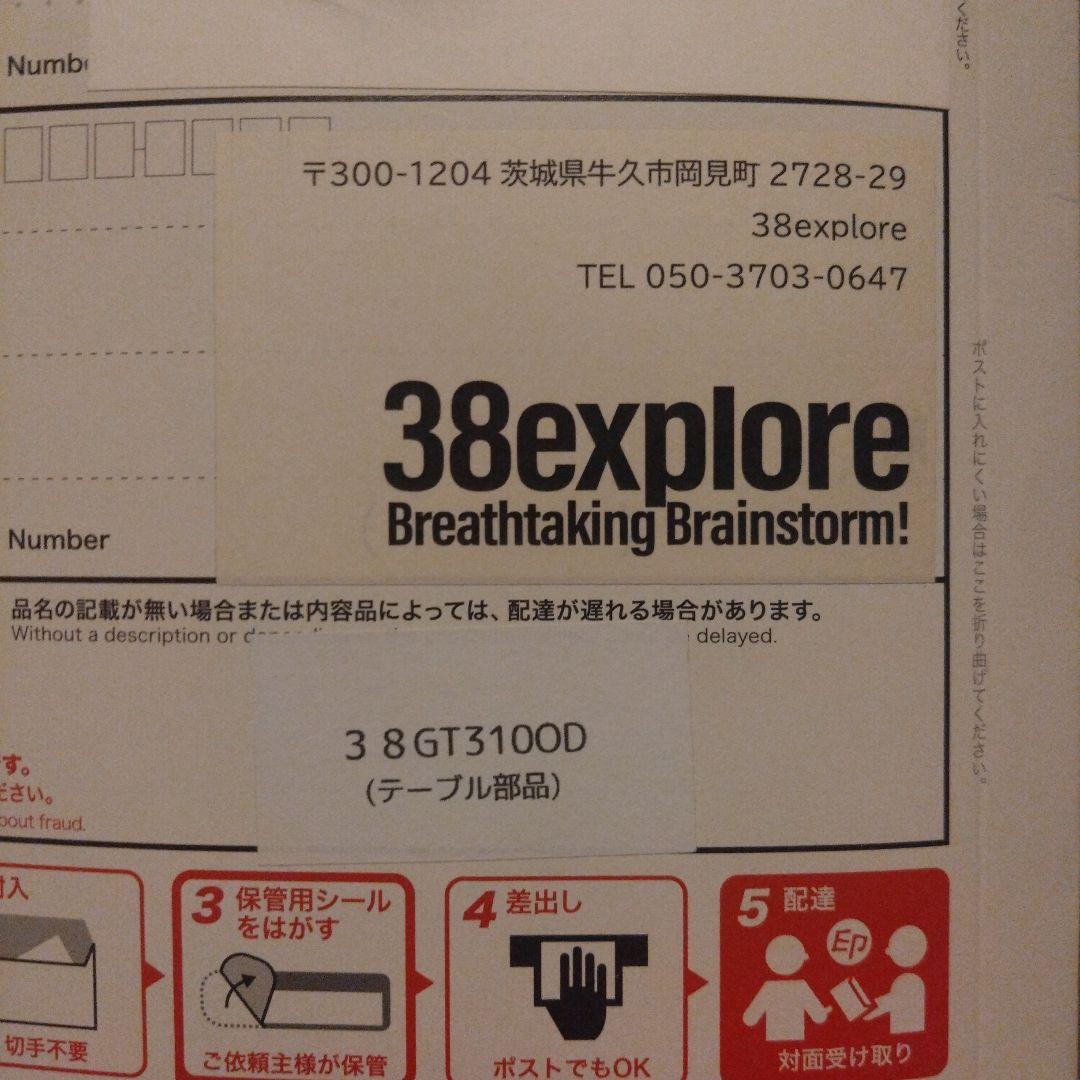 ください。
〒300-1204 茨城県牛久市岡見町 2728-29
38explore
TEL 050-3703-0647
38explore
Breathtaking Brainstorm!
Number
ポストに入れにくい場合はここを折り曲げてください。
品名の記載が無い場合または内容品によっては、配達が遅れる場合があります。
Without a description or delayed.
３８GT310OD
(テーブル部品)
す。
ださい。
about fraud.
封入
切手不要
3 保管用シール
をはがす
ご依頼主様が保管
4 差出し
ポストでもOK
5 配達
Ep
対面受け取り